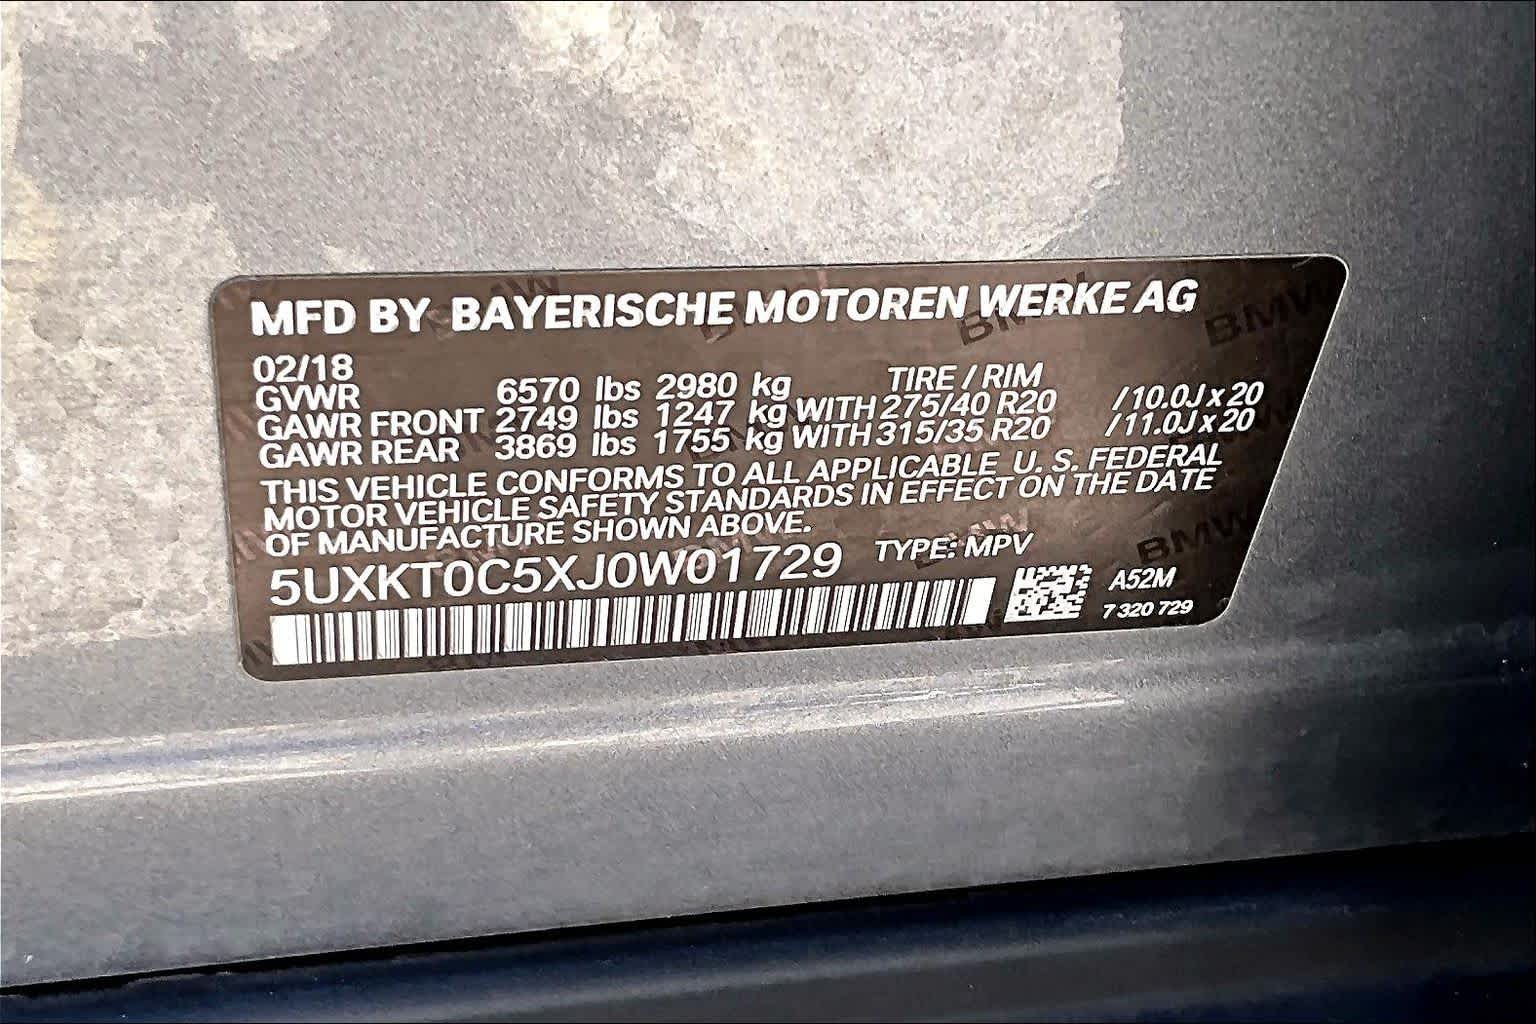 MFD BY BAYERISCHE MOTOREN WERKE AG
02/18
TIRE / RIM
GVWR 6570 lbs 2980 kg
GAWR FRONT 2749 lbs 1247 kg WITH 275/40 R20 /10.0J x 20
GAWR REAR 3869 lbs 1755 kg WITH 315/35 R20 /11.0J x 20
THIS VEHICLE CONFORMS TO ALL APPLICABLE U. S. FEDERAL
MOTOR VEHICLE SAFETY STANDARDS IN EFFECT ON THE DATE
OF MANUFACTURE SHOWN ABOVE.
5UXKT0C5XJ0W01729 TYPE: MPV
A52M
7 320 729